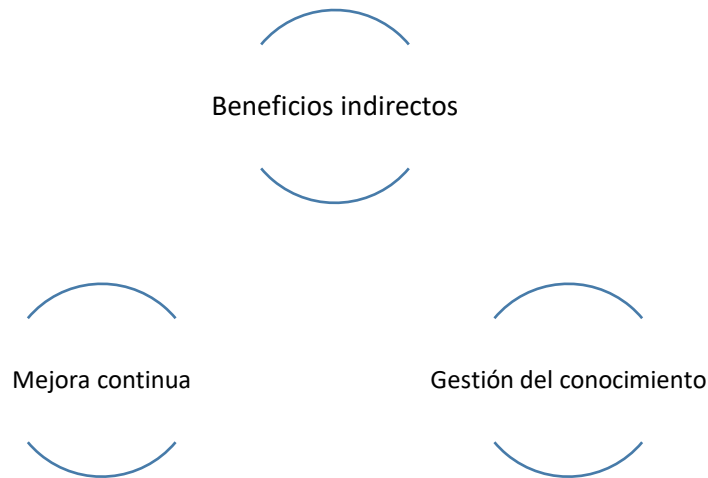 Beneficios indirectos
Mejora continua
Gestión del conocimiento